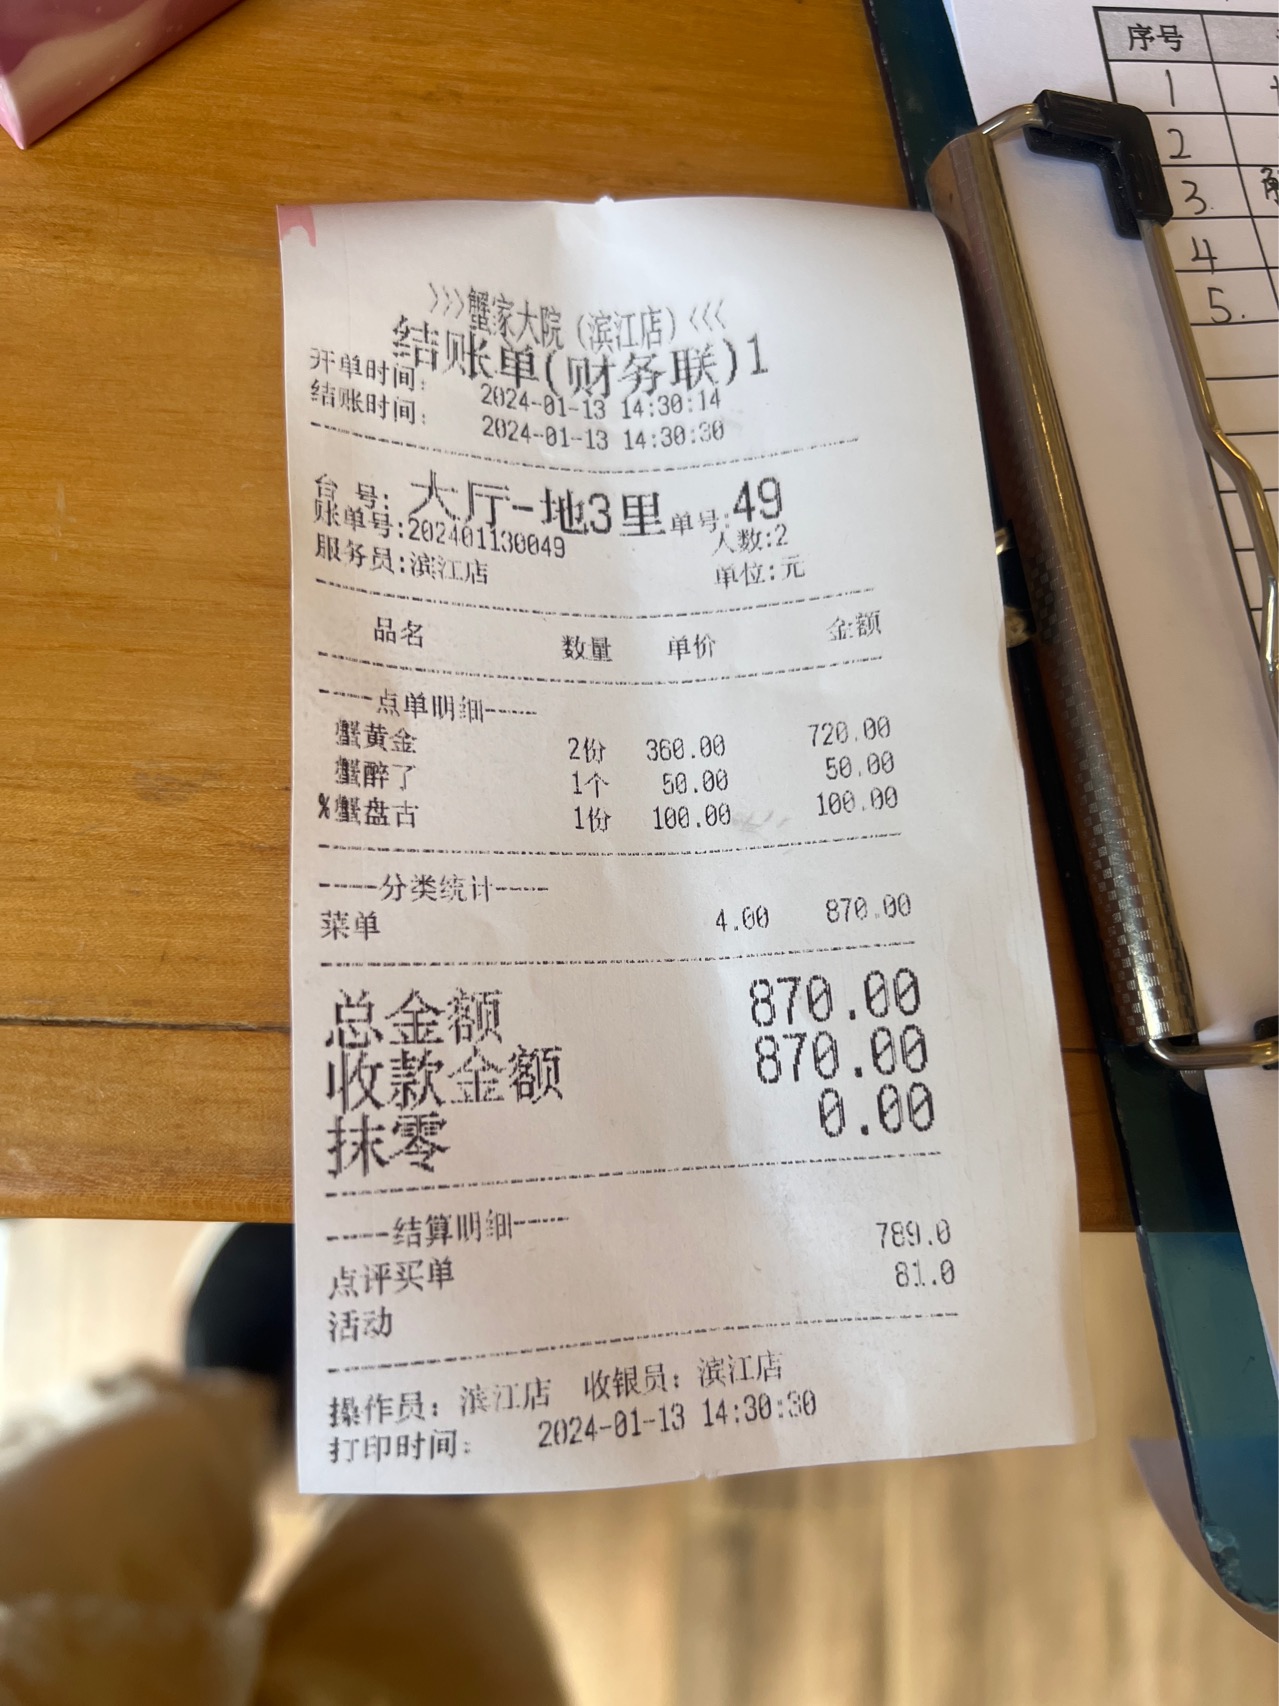 >>>蟹家大院（滨江店）<<<
结账单(财务联)1
开单时间： 2024-01-13 14:30:14
结账时间： 2024-01-13 14:30:30
台 号: 大厅-地3里 单号:49
账单号:202401130049 人数:2
服务员:滨江店 单位:元
品名 数量 单价 金额
----点单明细----
蟹黄金 2份 360.00 720.00
蟹醉了 1个 50.00 50.00
%蟹盘古 1份 100.00 100.00
----分类统计----
菜单 4.00 870.00
总金额 870.00
收款金额 870.00
抹零 0.00
----结算明细----
点评买单 789.0
活动 81.0
操作员: 滨江店 收银员: 滨江店
打印时间: 2024-01-13 14:30:30
序号
1
2
3.
4
5.